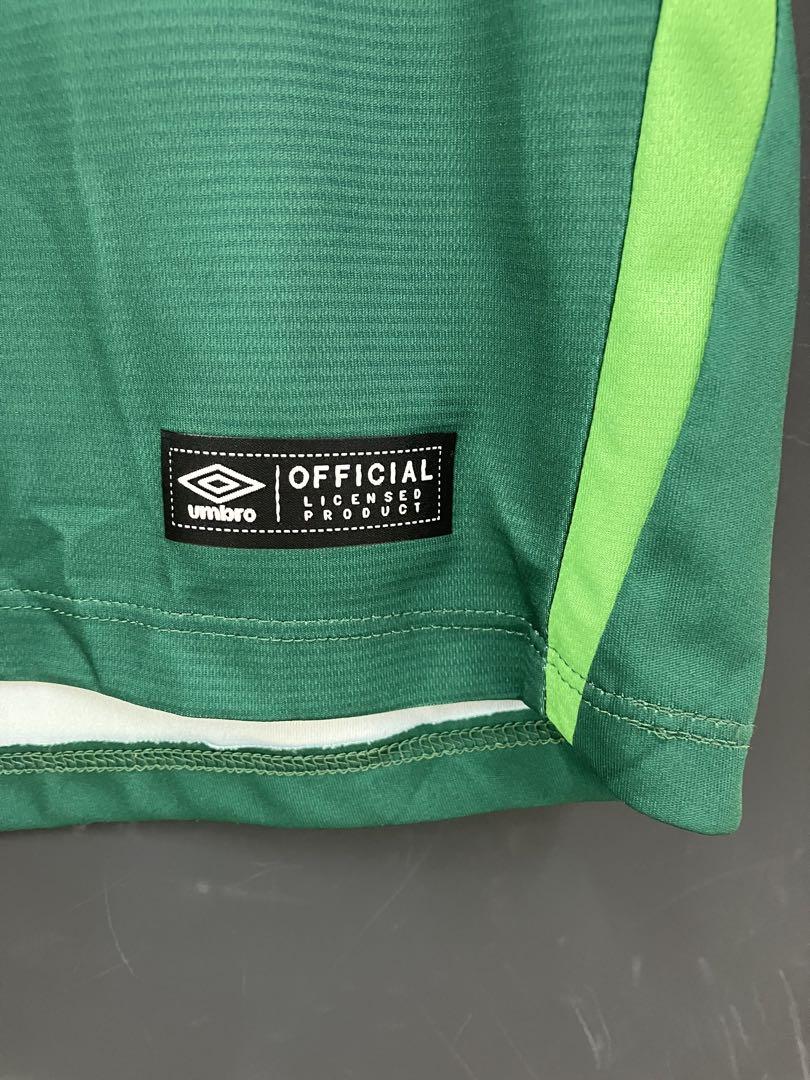 umbro
OFFICIAL
LICENSED
PRODUCT